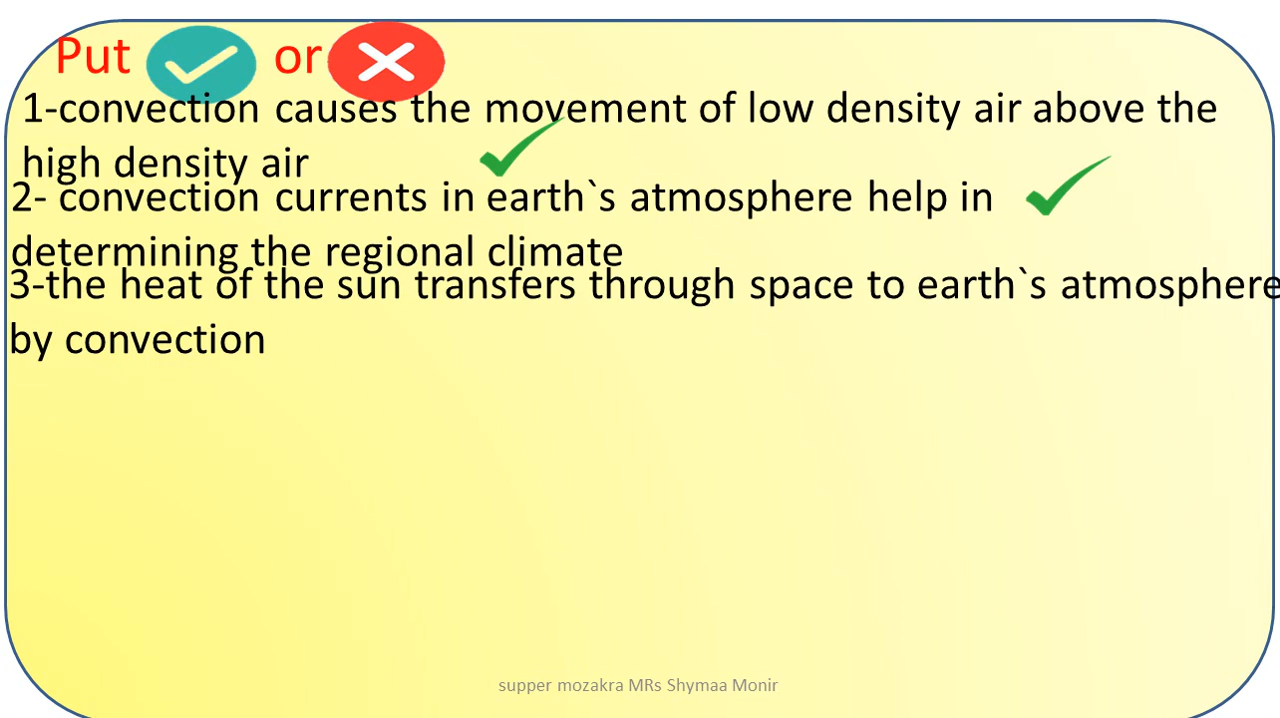 Put or
1-convection causes the movement of low density air above the
high density air
2- convection currents in earth`s atmosphere help in
determining the regional climate
3-the heat of the sun transfers through space to earth`s atmosphere
by convection
supper mozakra MRs Shymaa Monir